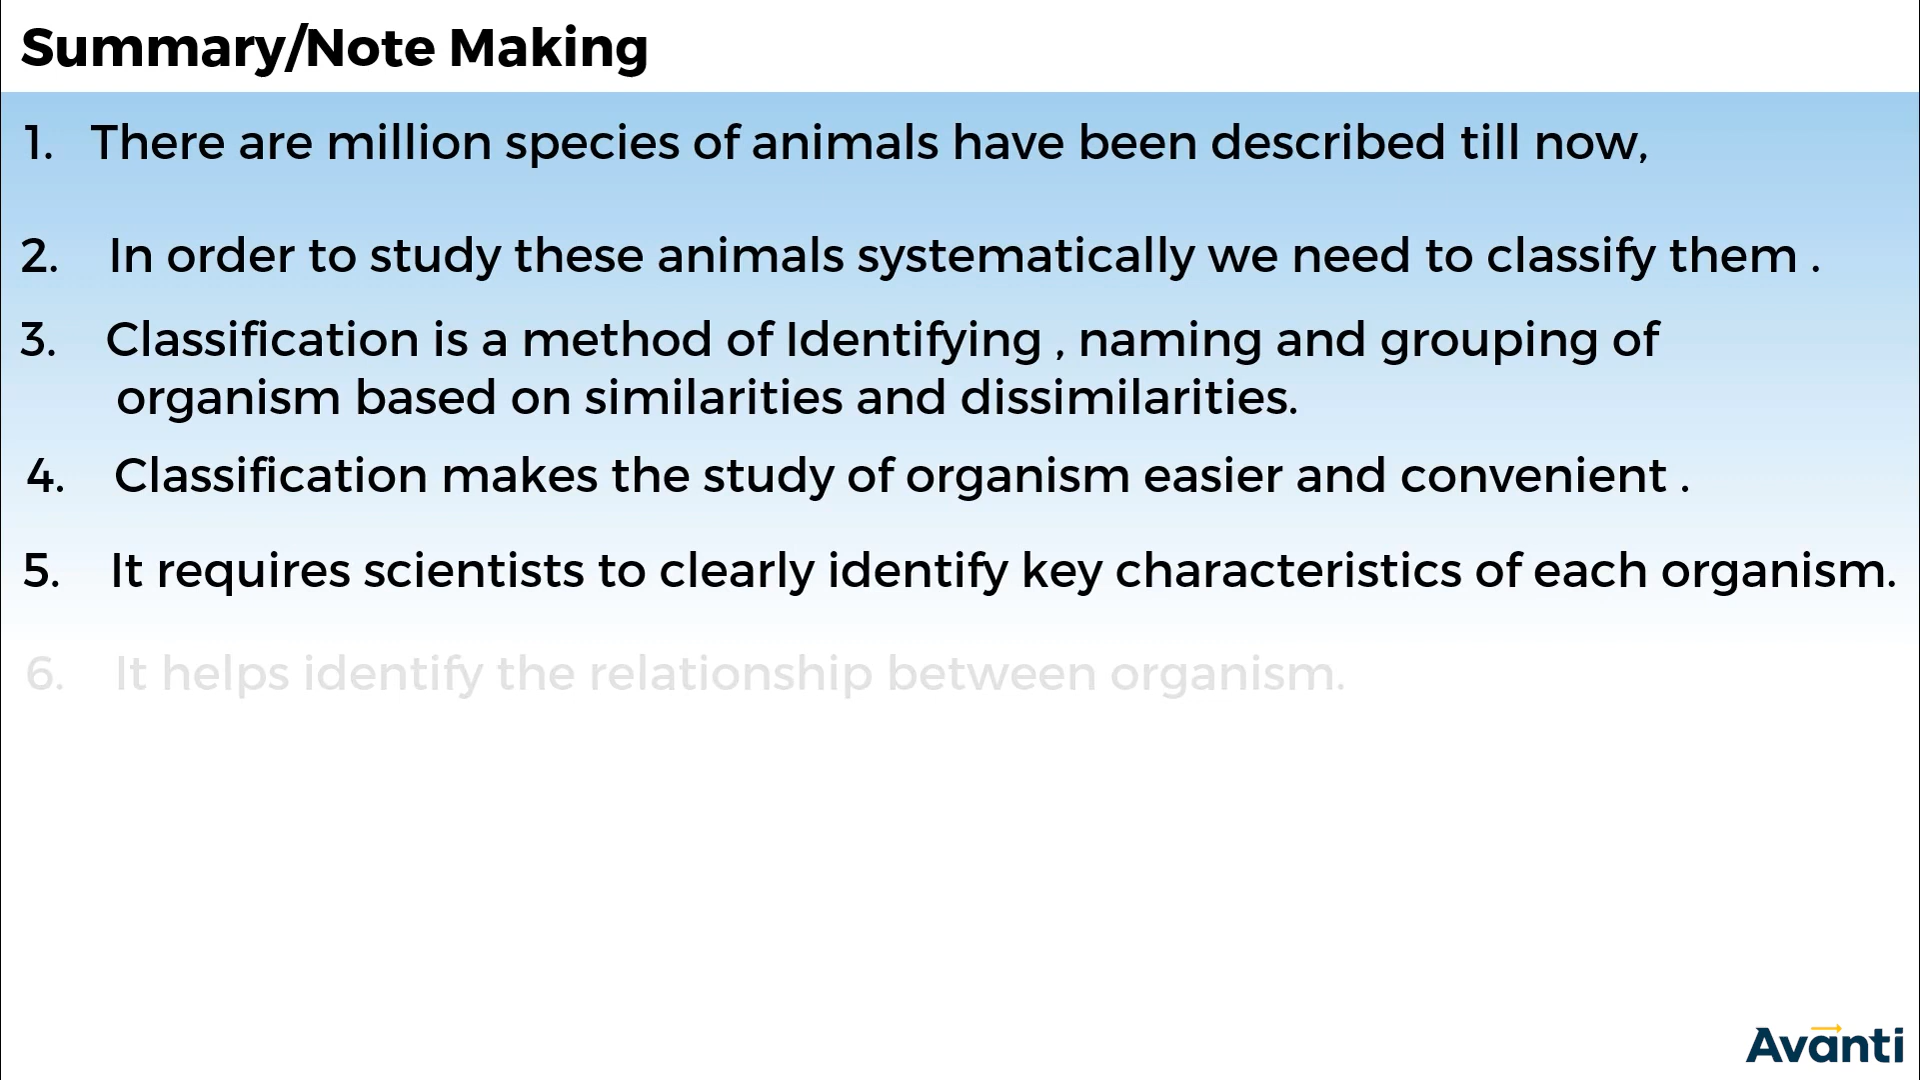 Summary/Note Making
1. There are million species of animals have been described till now,
2. In order to study these animals systematically we need to classify them .
3. Classification is a method of Identifying , naming and grouping of
organism based on similarities and dissimilarities.
4. Classification makes the study of organism easier and convenient .
5. It requires scientists to clearly identify key characteristics of each organism.
6. It helps identify the relationship between organism.
Avanti